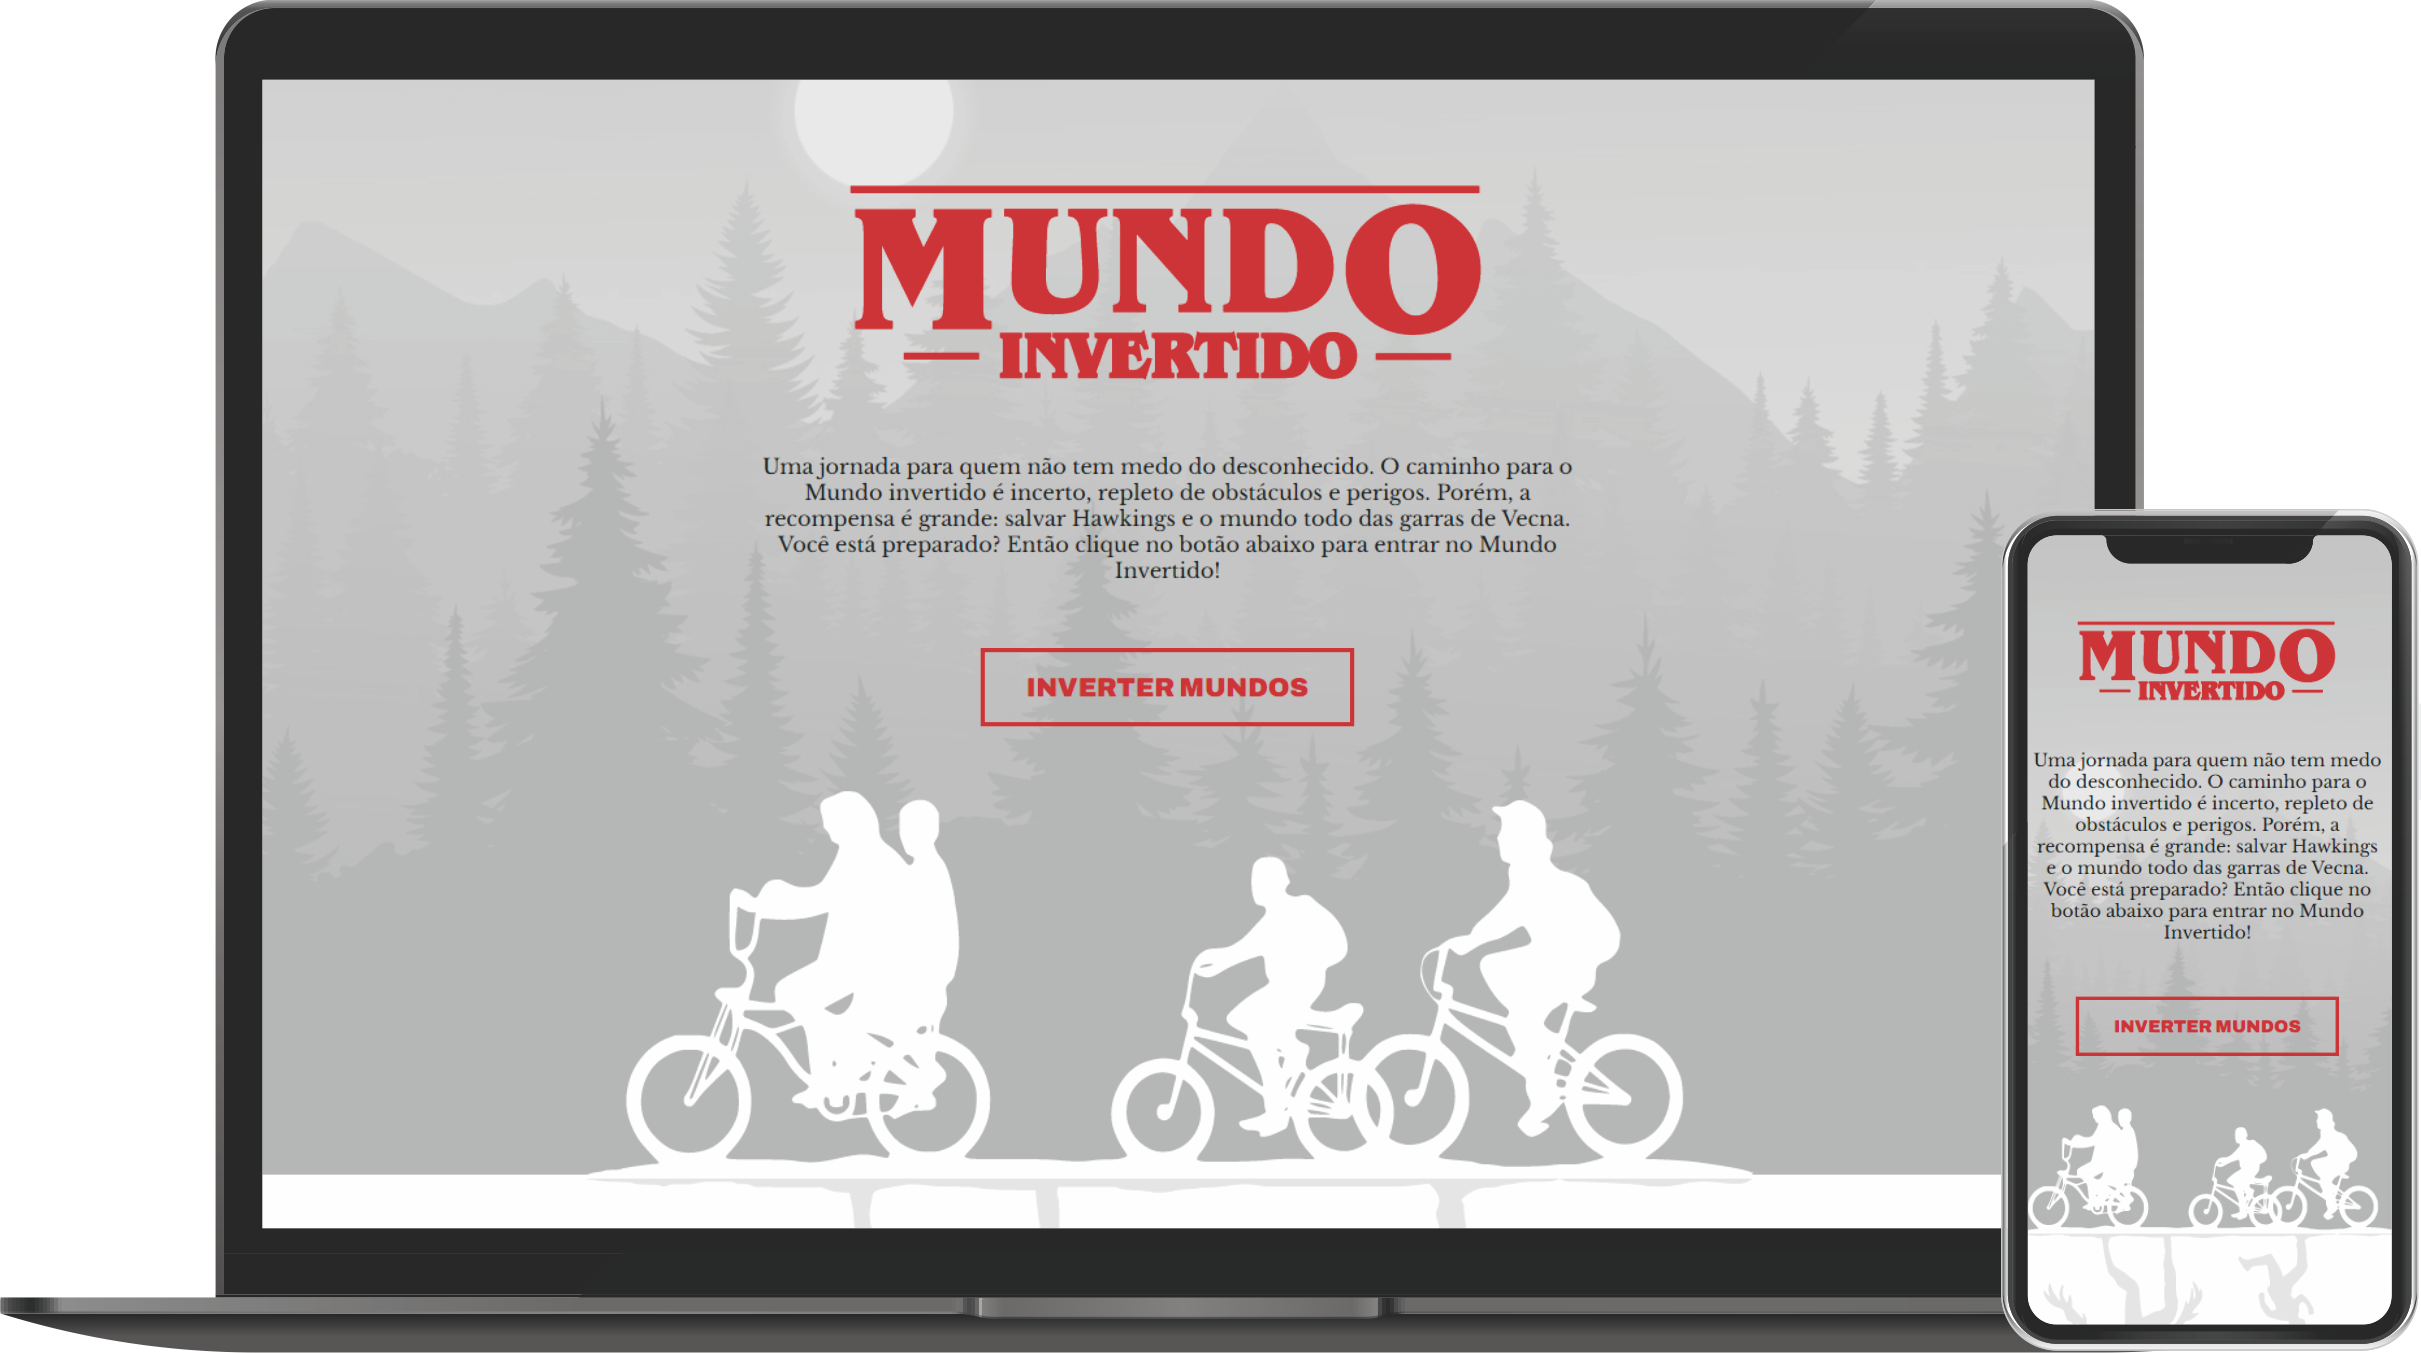 MUNDO
INVERTIDO
Uma jornada para quem não tem medo do desconhecido. O caminho para o
Mundo invertido é incerto, repleto de obstáculos e perigos. Porém, a
recompensa é grande: salvar Hawkings e o mundo todo das garras de Vecna.
Você está preparado? Então clique no botão abaixo para entrar no Mundo
Invertido!
INVERTER MUNDOS
MUNDO
INVERTIDO
Uma jornada para quem não tem medo
do desconhecido. O caminho para o
Mundo invertido é incerto, repleto de
obstáculos e perigos. Porém, a
recompensa é grande: salvar Hawkings
e o mundo todo das garras de Vecna.
Você está preparado? Então clique no
botão abaixo para entrar no Mundo
Invertido!
INVERTER MUNDOS